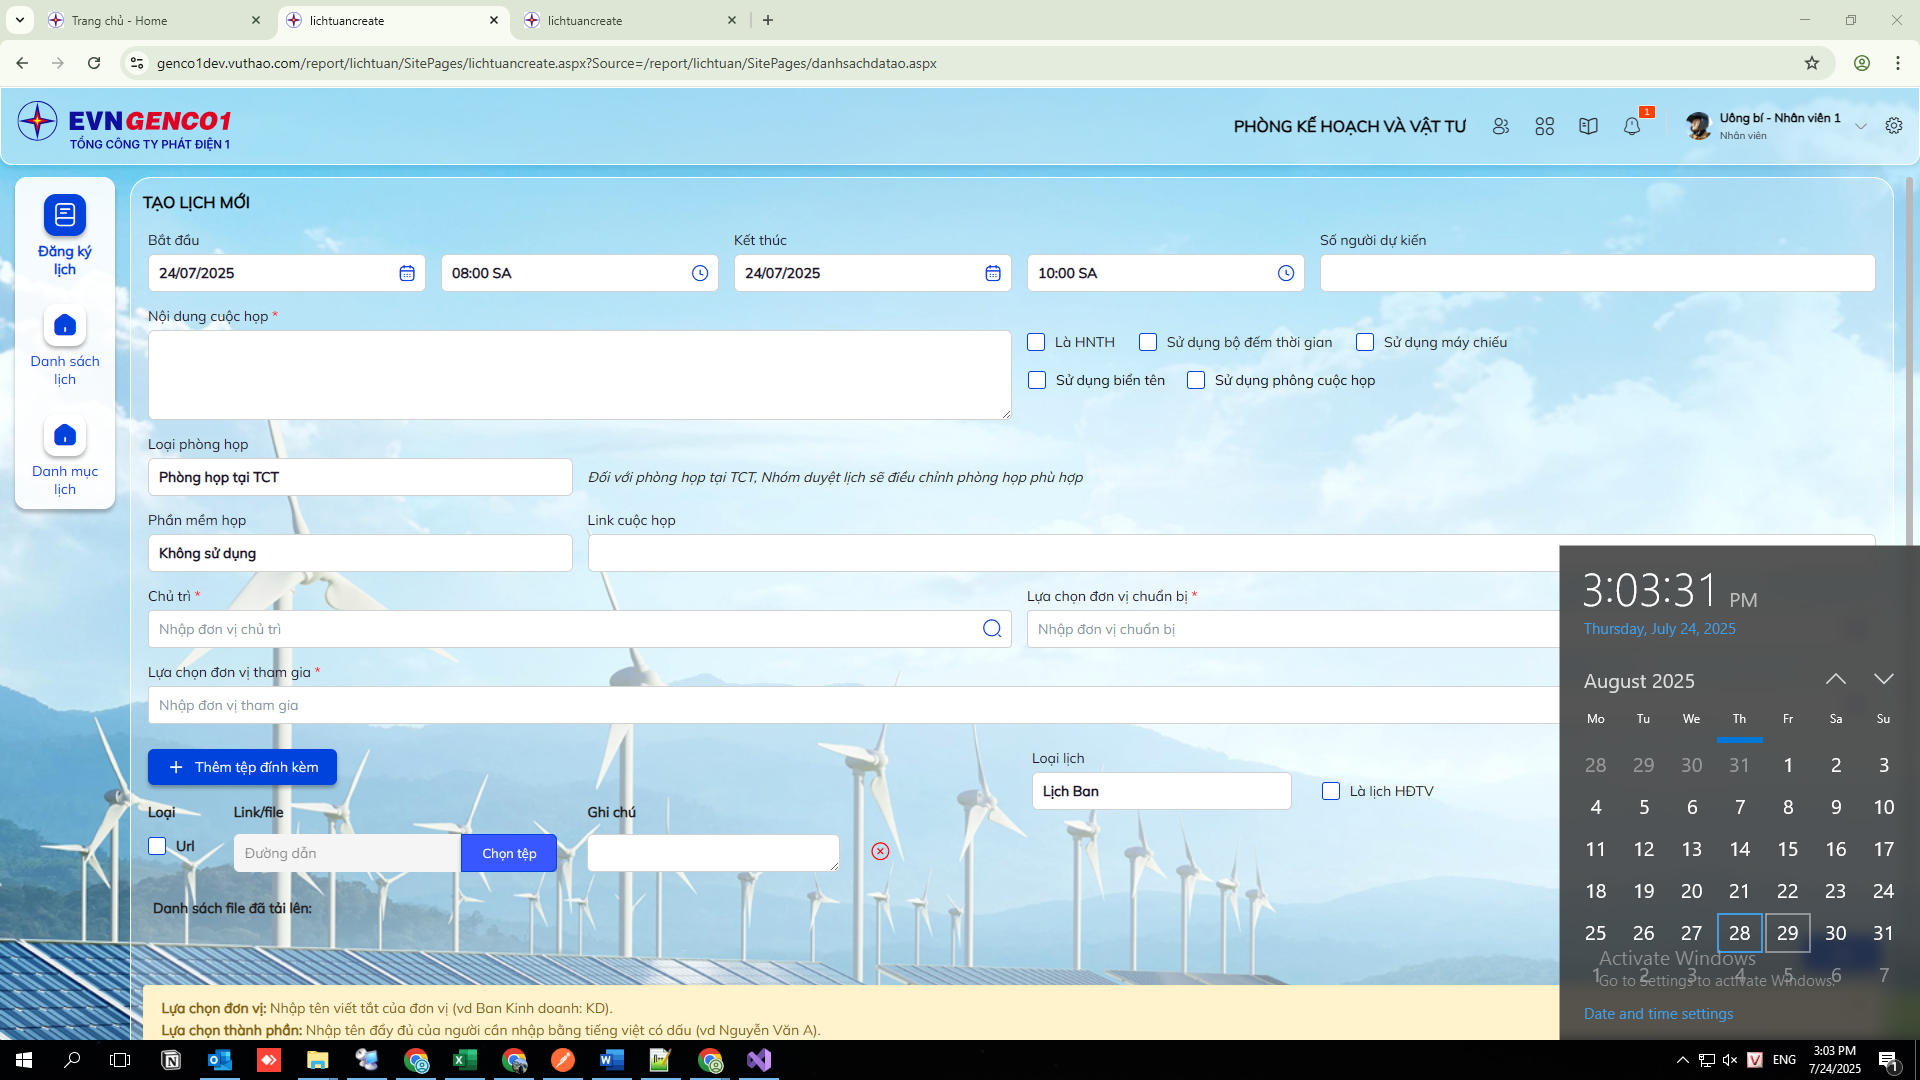 Trang chủ - Home
lichtuancreate
lichtuancreate
genco1dev.vuthao.com/report/lichtuan/SitePages/lichtuancreate.aspx?Source=/report/lichtuan/SitePages/danhsachdatao.aspx
EVNGENCO1
TỔNG CÔNG TY PHÁT ĐIỆN 1
PHÒNG KẾ HOẠCH VÀ VẬT TƯ
1
Uông bí - Nhân viên 1
Nhân viên
Đăng ký lịch
Danh sách lịch
Danh mục lịch
TẠO LỊCH MỚI
Bắt đầu
Kết thúc
Số người dự kiến
24/07/2025
08:00 SA
24/07/2025
10:00 SA
Nội dung cuộc họp *
Là HNTH
Sử dụng bộ đếm thời gian
Sử dụng máy chiếu
Sử dụng biển tên
Sử dụng phông cuộc họp
Loại phòng họp
Phòng họp tại TCT
Đối với phòng họp tại TCT, Nhóm duyệt lịch sẽ điều chỉnh phòng họp phù hợp
Phần mềm họp
Link cuộc họp
Không sử dụng
Chủ trì *
Lựa chọn đơn vị chuẩn bị *
Nhập đơn vị chủ trì
Nhập đơn vị chuẩn bị
Lựa chọn đơn vị tham gia *
Nhập đơn vị tham gia
Thêm tệp đính kèm
Loại lịch
Lịch Ban
Là lịch HĐTV
Loại
Link/file
Ghi chú
Url
Đường dẫn
Chọn tệp
Danh sách file đã tải lên:
Lựa chọn đơn vị: Nhập tên viết tắt của đơn vị (vd Ban Kinh doanh: KD).
Lựa chọn thành phần: Nhập tên đầy đủ của người cần nhập bằng tiếng việt có dấu (vd Nguyễn Văn A).
3:03:31 PM
Thursday, July 24, 2025
August 2025
Mo Tu We Th Fr Sa Su
28 29 30 31 1 2 3
4 5 6 7 8 9 10
11 12 13 14 15 16 17
18 19 20 21 22 23 24
25 26 27 28 29 30 31
1 2 3 4 5 6 7
Activate Windows
Go to Settings to activate Windows.
Date and time settings
ENG
3:03 PM
7/24/2025
1